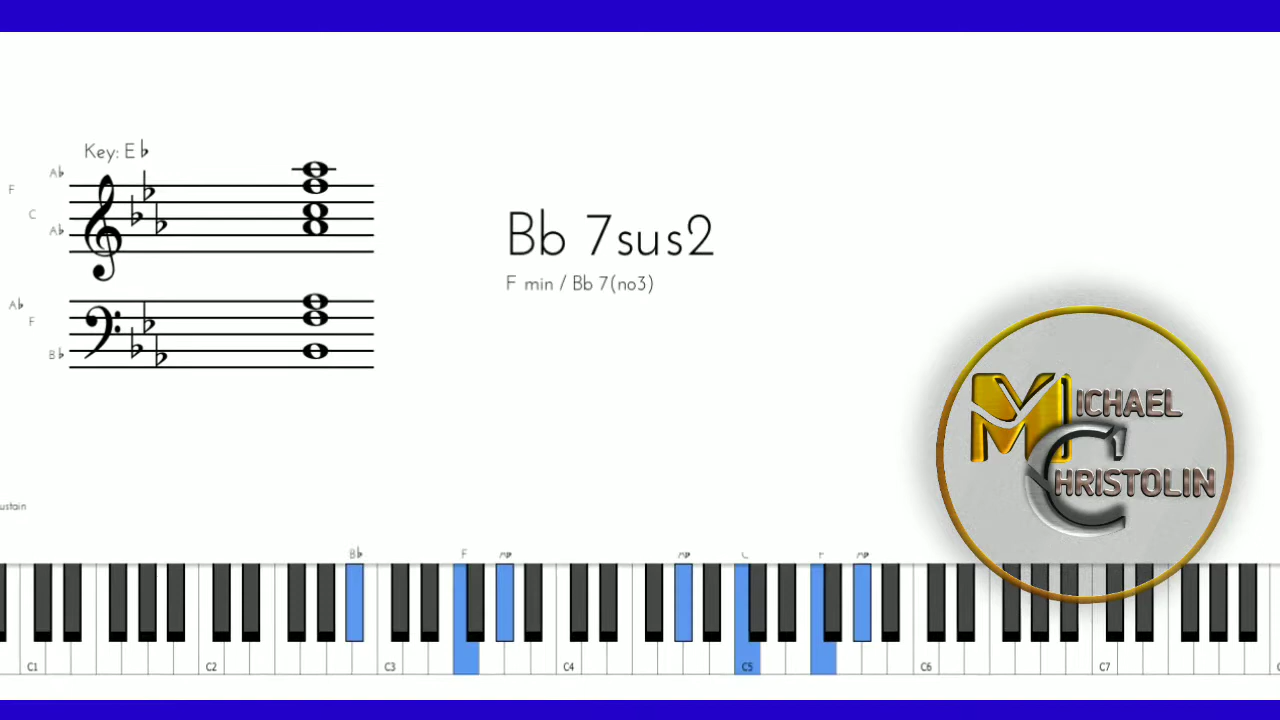 Key: E♭
A♭
F
C
A♭
Bb 7sus2
F min / Bb 7(no3)
A♭
F
B♭
MICHAEL
CHRISTOLIN
ustain
B♭
F
C1
C2
C3
C4
C5
C6
C7